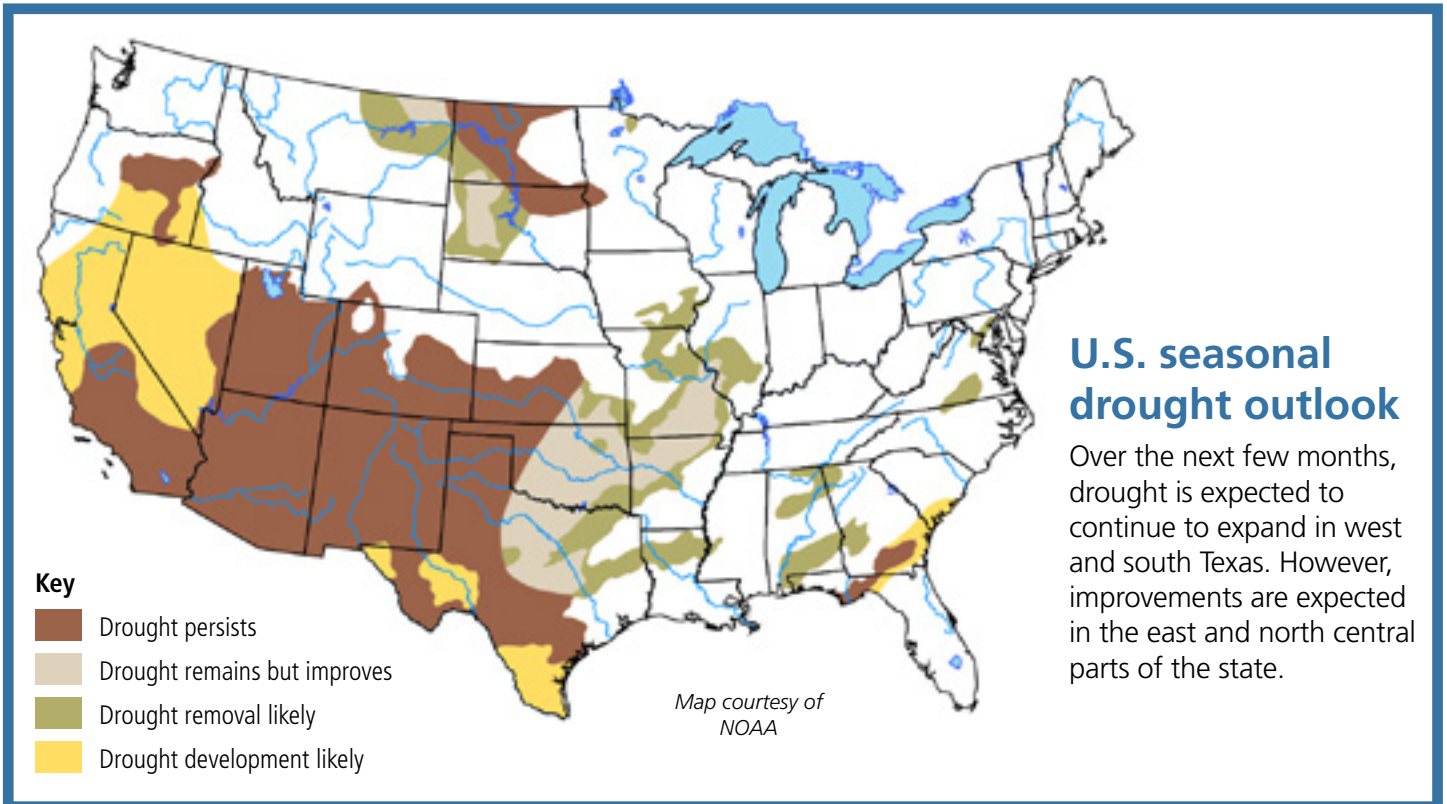 U.S. seasonal
drought outlook
Over the next few months,
drought is expected to
continue to expand in west
and south Texas. However,
improvements are expected
in the east and north central
parts of the state.
Key
Drought persists
Drought remains but improves
Drought removal likely
Drought development likely
Map courtesy of
NOAA